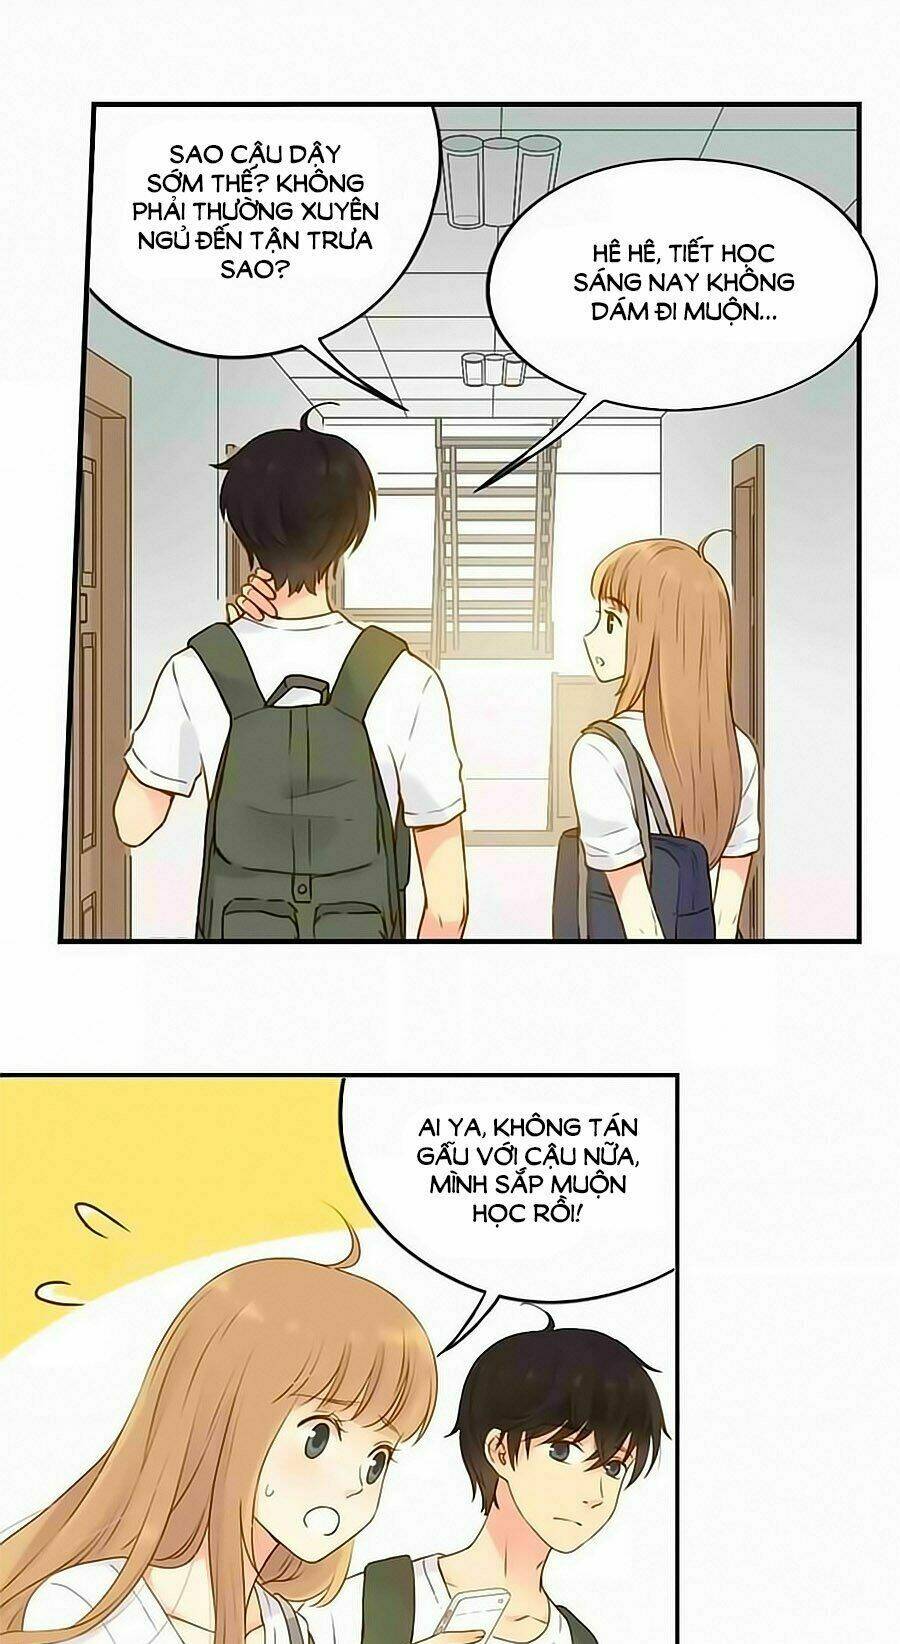 SAO CẬU DẬY
SỚM THẾ? KHÔNG
PHẢI THƯỜNG XUYÊN
NGỦ ĐẾN TẬN TRƯA
SAO?
HÊ HÊ, TIẾT HỌC
SÁNG NAY KHÔNG
DÁM ĐI MUỘN...
AI YA, KHÔNG TÁN
GẪU VỚI CẬU NỮA,
MÌNH SẮP MUỘN
HỌC RỒI!